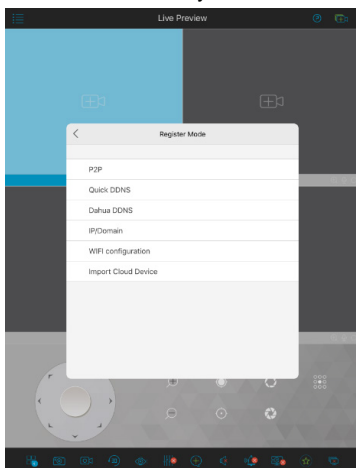 Live Preview
Register Mode
P2P
Quick DDNS
Dahua DDNS
IP/Domain
WIFI configuration
Import Cloud Device